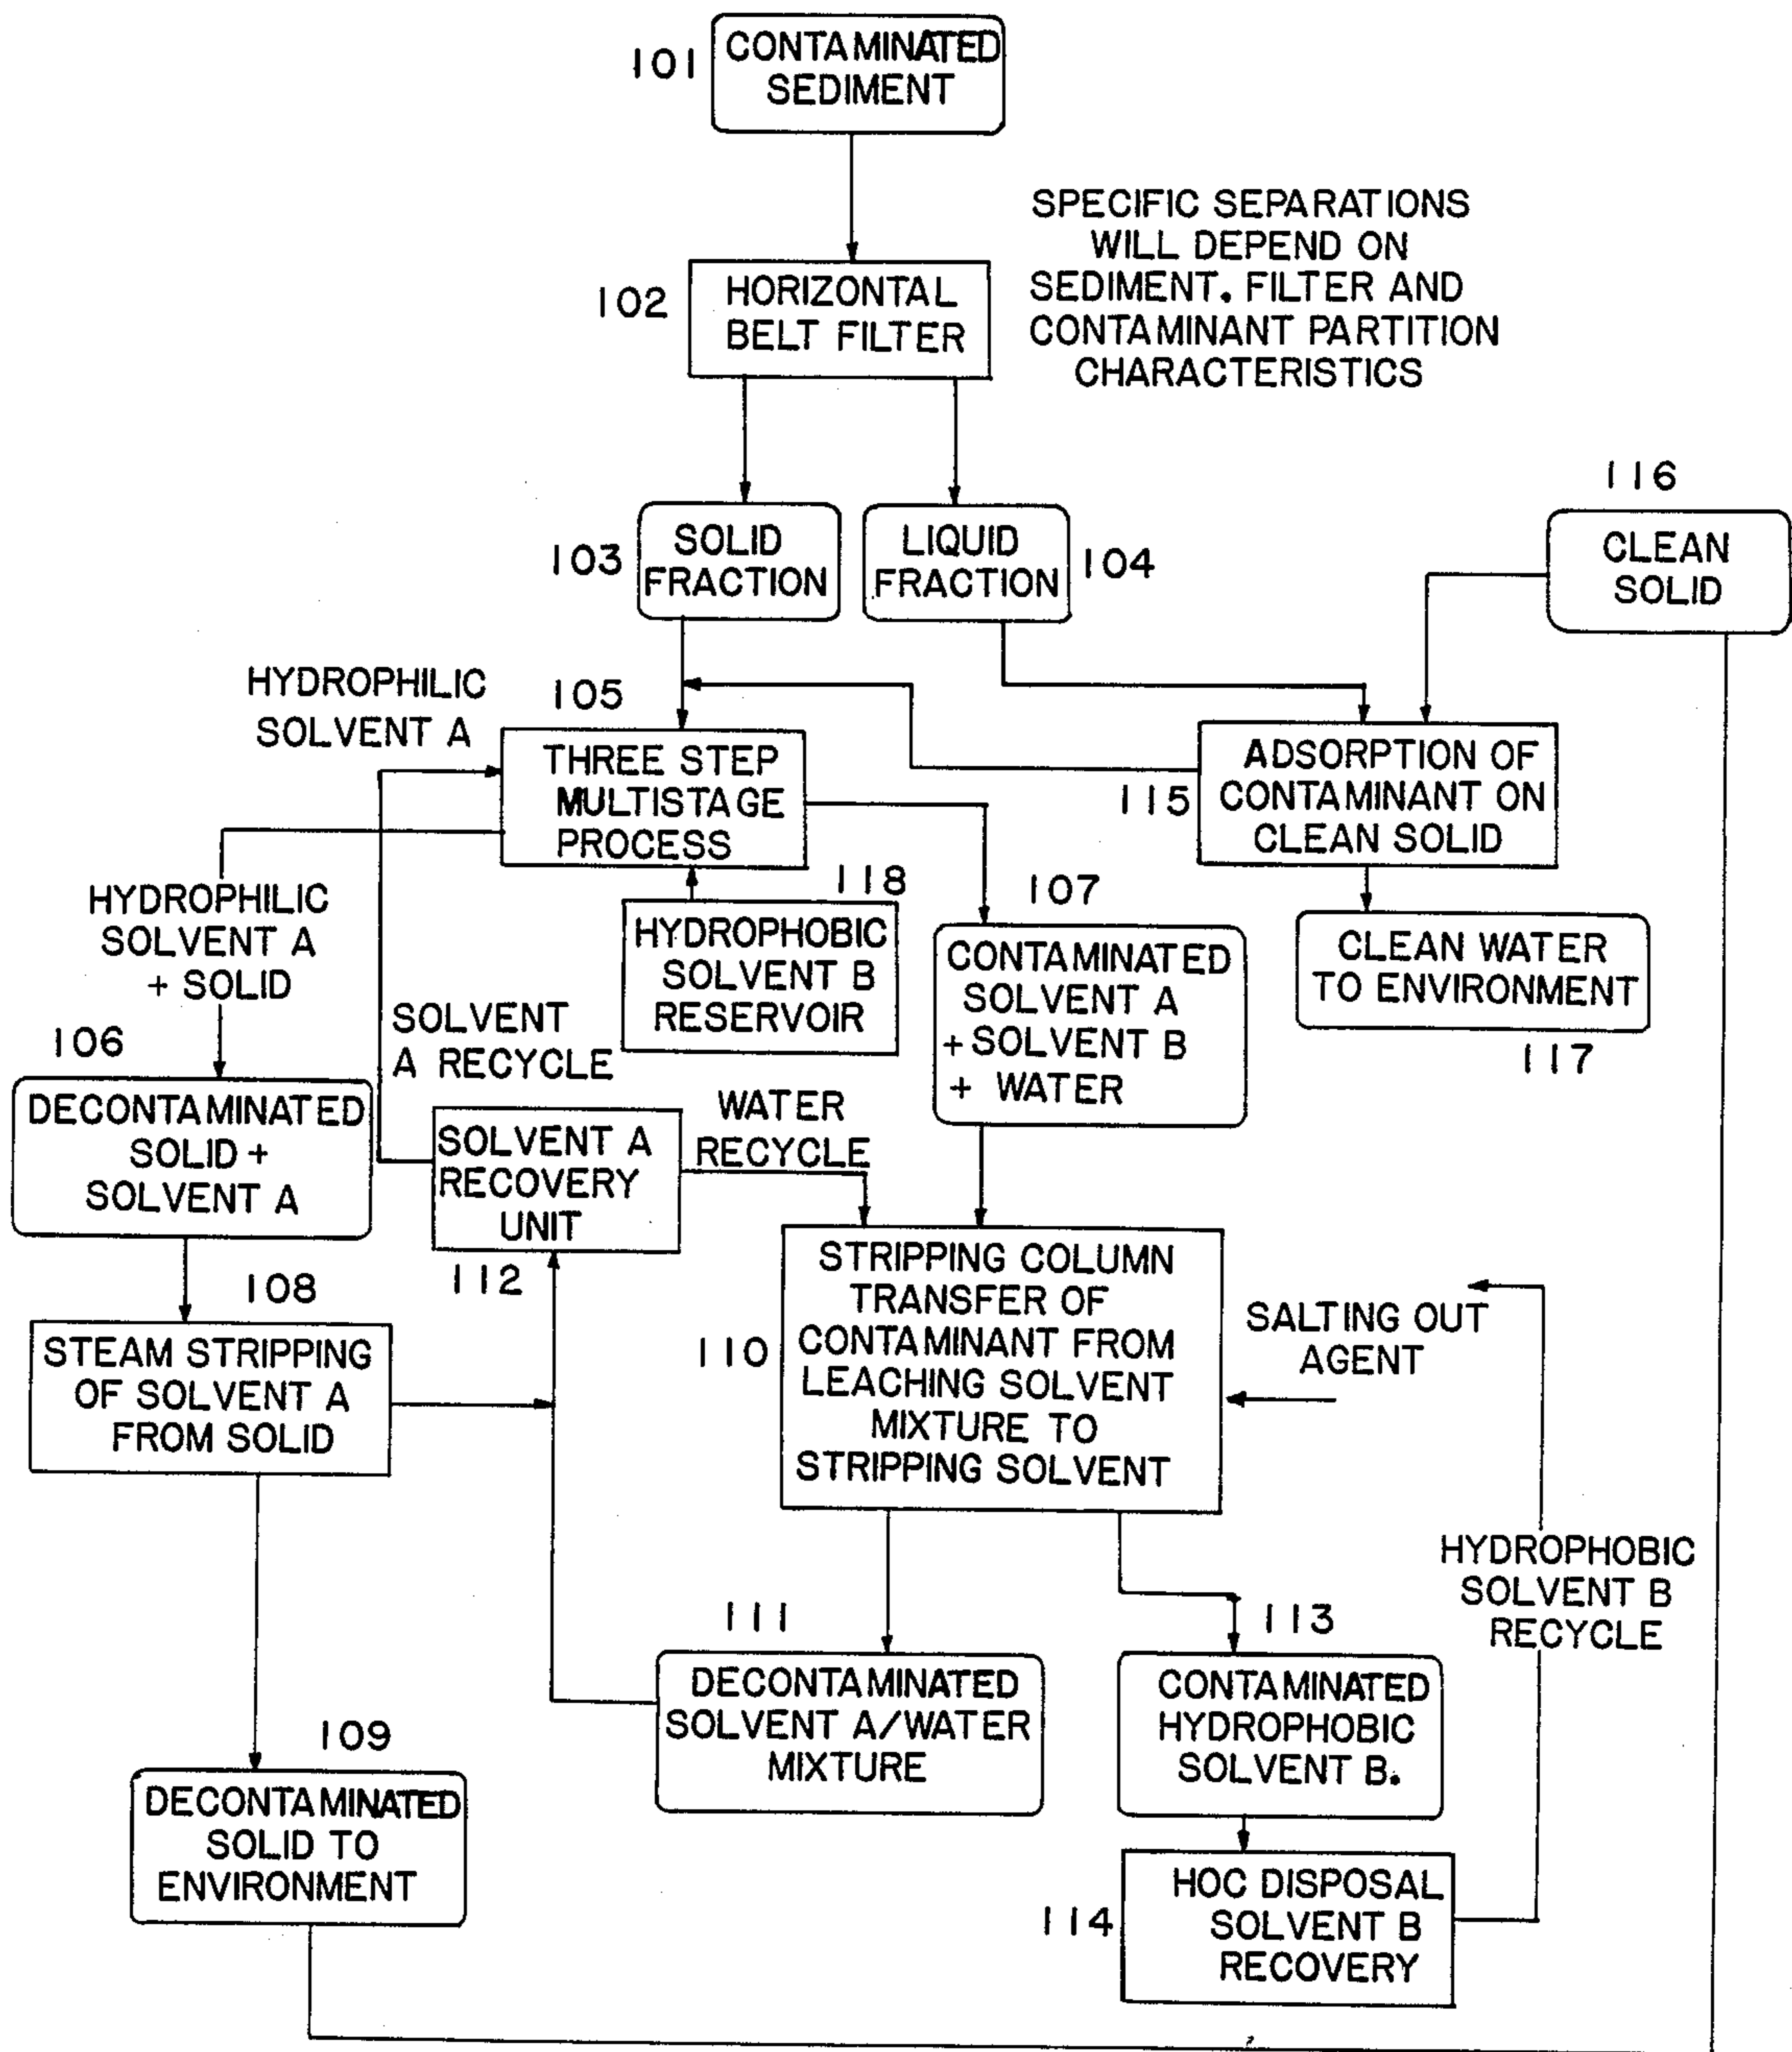 101
CONTAMINATED
SEDIMENT
SPECIFIC SEPARATIONS
WILL DEPEND ON
SEDIMENT. FILTER AND
CONTAMINANT PARTITION
CHARACTERISTICS
102
HORIZONTAL
BELT FILTER
103
SOLID
FRACTION
LIQUID
FRACTION
104
116
CLEAN
SOLID
HYDROPHILIC
SOLVENT A
105
THREE STEP
MULTISTAGE
PROCESS
115
ADSORPTION OF
CONTAMINANT ON
CLEAN SOLID
HYDROPHILIC
SOLVENT A
+ SOLID
118
HYDROPHOBIC
SOLVENT B
RESERVOIR
107
CONTAMINATED
SOLVENT A
+SOLVENT B
+ WATER
CLEAN WATER
TO ENVIRONMENT
117
SOLVENT
A RECYCLE
106
DECONTAMINATED
SOLID +
SOLVENT A
SOLVENT A
RECOVERY
UNIT
112
WATER
RECYCLE
108
STEAM STRIPPING
OF SOLVENT A
FROM SOLID
110
STRIPPING COLUMN
TRANSFER OF
CONTAMINANT FROM
LEACHING SOLVENT
MIXTURE TO
STRIPPING SOLVENT
SALTING OUT
AGENT
HYDROPHOBIC
SOLVENT B
RECYCLE
111
DECONTAMINATED
SOLVENT A/WATER
MIXTURE
113
CONTAMINATED
HYDROPHOBIC
SOLVENT B.
109
DECONTAMINATED
SOLID TO
ENVIRONMENT
114
HOC DISPOSAL
SOLVENT B
RECOVERY